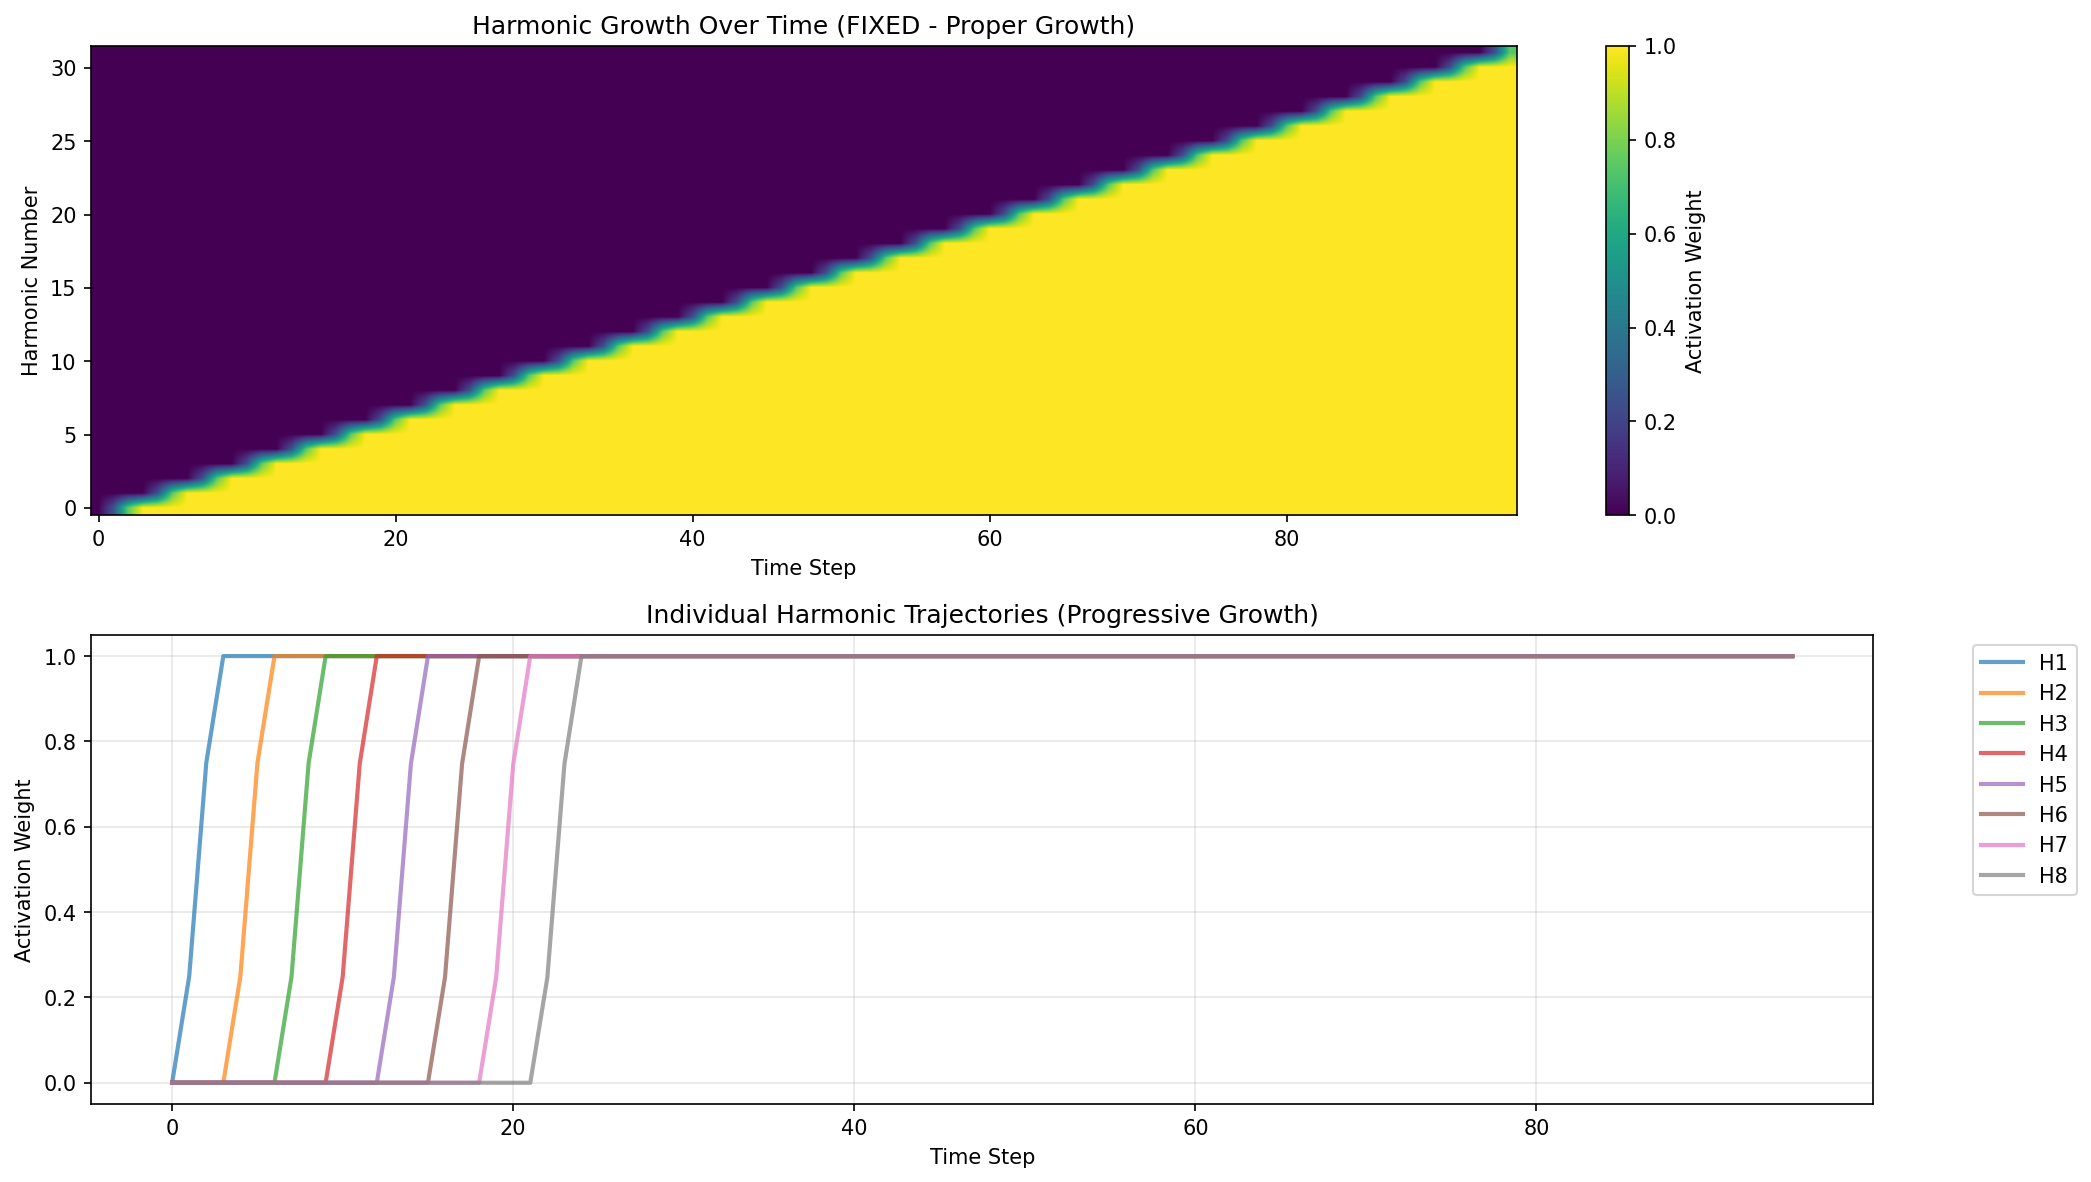 Harmonic Growth Over Time (FIXED - Proper Growth)
Harmonic Number
30
25
20
15
10
5
0
0 20 40 60 80
Time Step
1.0
0.8
0.6
0.4
0.2
0.0
Activation Weight
Individual Harmonic Trajectories (Progressive Growth)
Activation Weight
1.0
0.8
0.6
0.4
0.2
0.0
0 20 40 60 80
Time Step
H1
H2
H3
H4
H5
H6
H7
H8